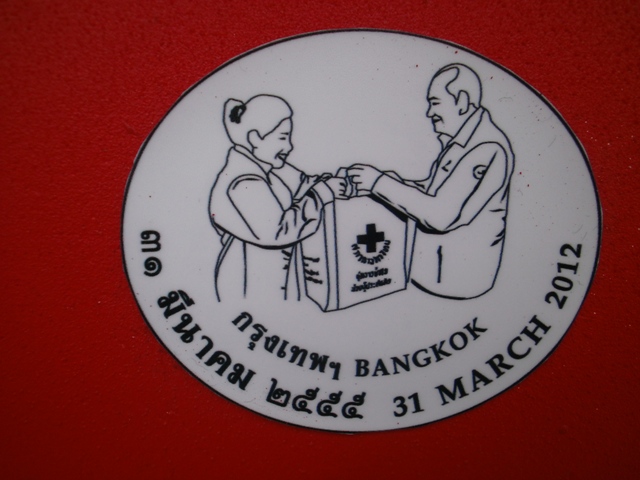 ๓๑ มีนาคม ๒๕๕๕
กรุงเทพฯ BANGKOK
31 MARCH 2012